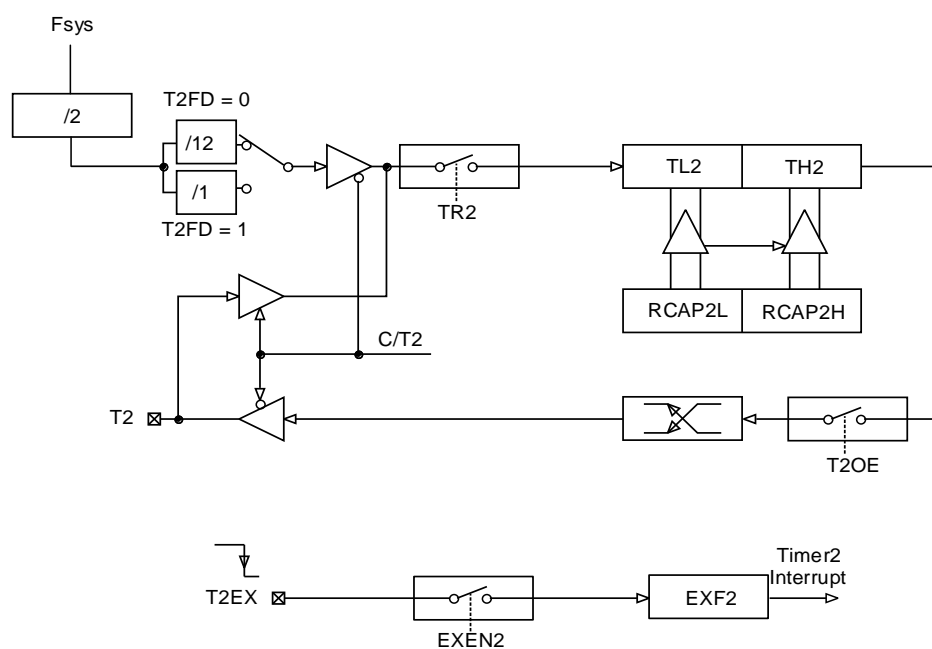 Fsys
/2
T2FD = 0
/12
/1
T2FD = 1
TR2
TL2
TH2
RCAP2L
RCAP2H
C/T2
T2
T2OE
T2EX
EXEN2
EXF2
Timer2
Interrupt